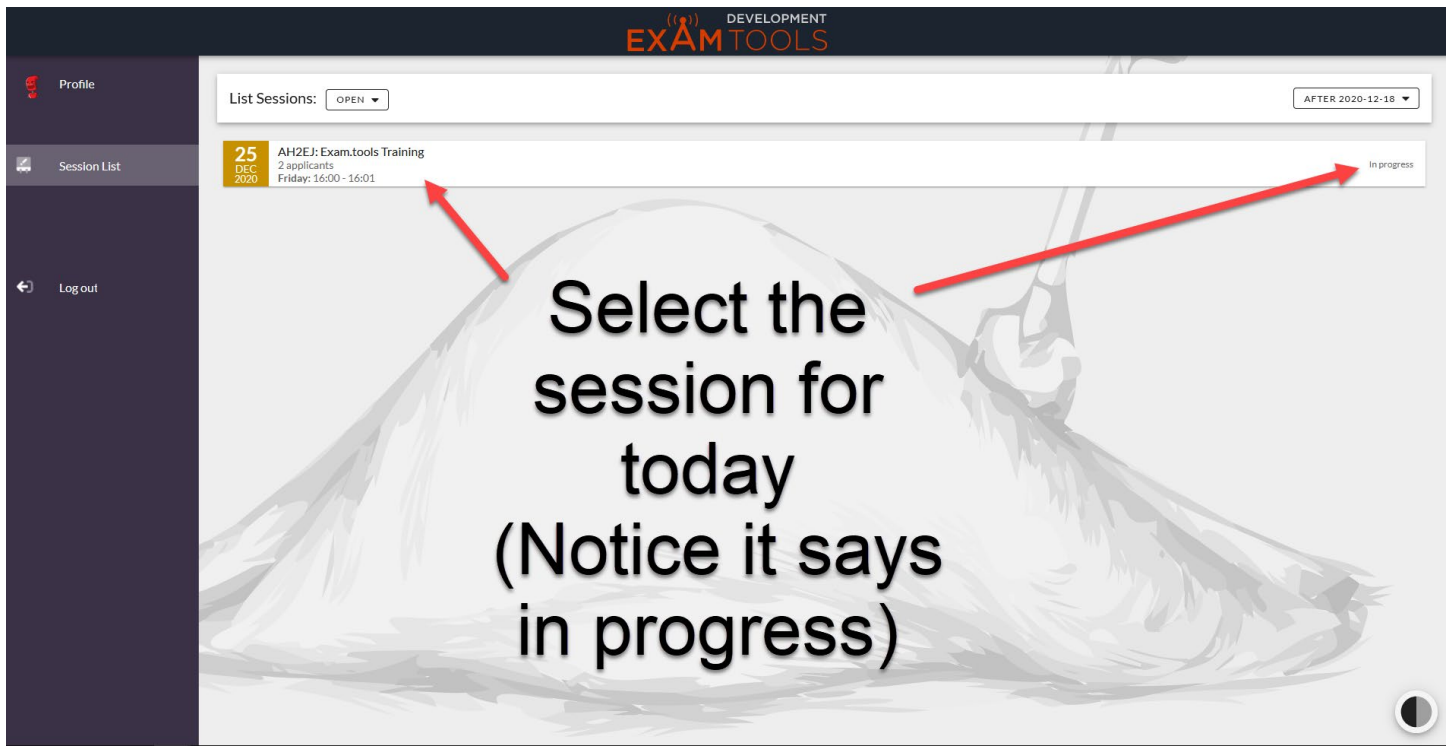 DEVELOPMENT
EXAMTOOLS
Profile
List Sessions: OPEN
AFTER 2020-12-18
Session List
25
DEC
2020
AH2EJ: Exam.tools Training
2 applicants
Friday: 16:00 - 16:01
In progress
Log out
Select the
session for
today
(Notice it says
in progress)